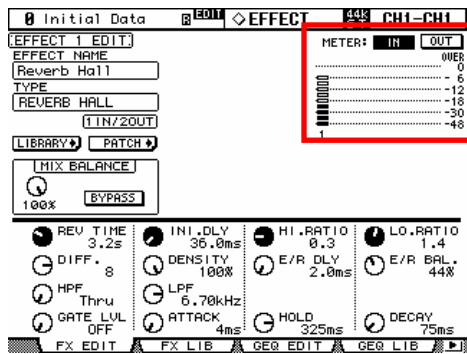 0 Initial Data EDIT EFFECT 44k CH1-CH1
EFFECT 1 EDIT
EFFECT NAME
Reverb Hall
TYPE
REVERB HALL
1IN/2OUT
LIBRARY PATCH
MIX BALANCE
100% BYPASS
METER: IN OUT
OVER
0
- 6
-12
-18
-30
-48
1
REV TIME 3.2s
INI.DLY 36.0ms
HI.RATIO 0.3
LO.RATIO 1.4
DIFF. 8
DENSITY 100%
E/R DLY 2.0ms
E/R BAL. 44%
HPF Thru
LPF 6.70kHz
GATE LVL OFF
ATTACK 4ms
HOLD 325ms
DECAY 75ms
FX EDIT FX LIB GEQ EDIT GEQ LIB